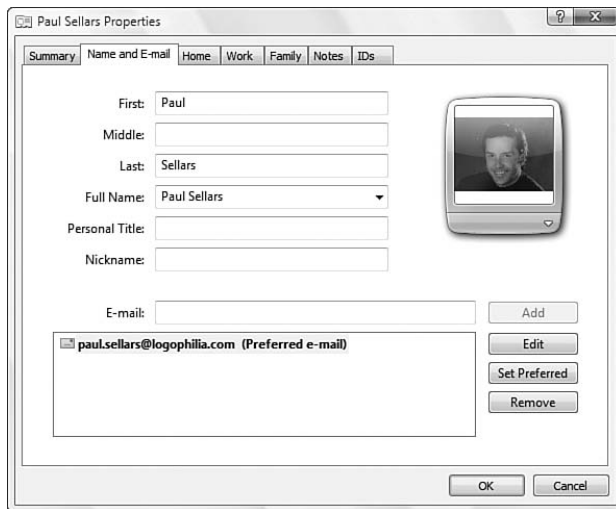 Paul Sellars Properties
Summary Name and E-mail Home Work Family Notes IDs
First: Paul
Middle:
Last: Sellars
Full Name: Paul Sellars
Personal Title:
Nickname:
E-mail: Add
paul.sellars@logophilia.com (Preferred e-mail) Edit
Set Preferred
Remove
OK Cancel